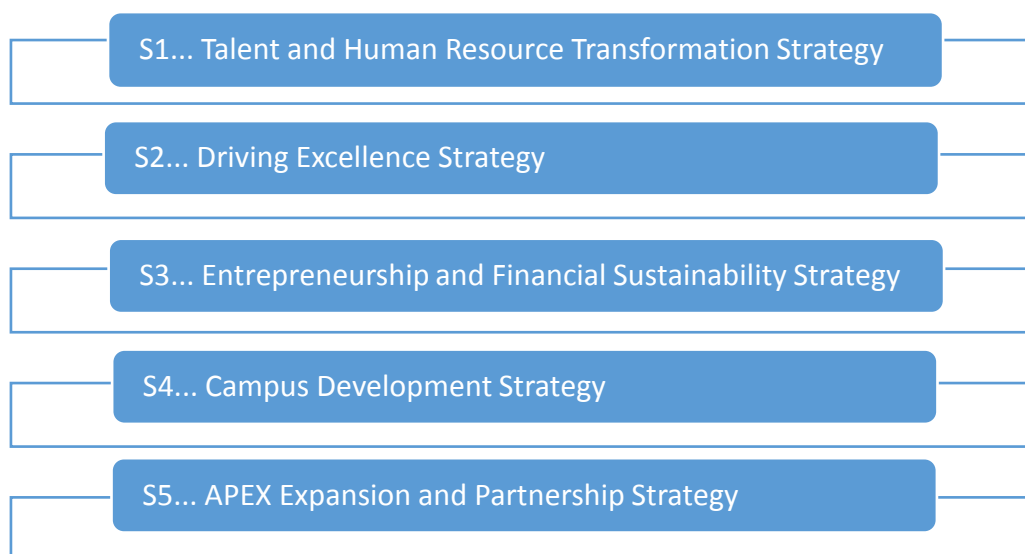 S1... Talent and Human Resource Transformation Strategy
S2... Driving Excellence Strategy
S3... Entrepreneurship and Financial Sustainability Strategy
S4... Campus Development Strategy
S5... APEX Expansion and Partnership Strategy